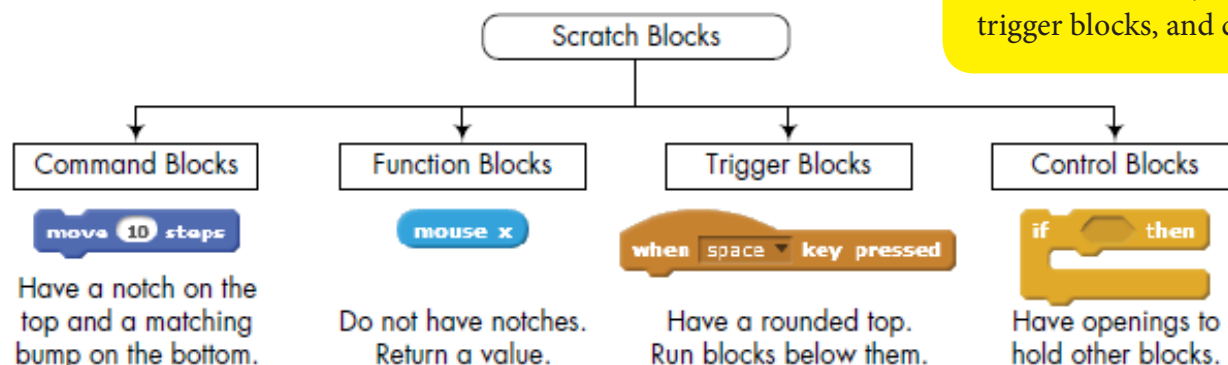 trigger blocks, and
Scratch Blocks
Command Blocks
Function Blocks
Trigger Blocks
Control Blocks
move 10 steps
mouse x
when space key pressed
if then
Have a notch on the
top and a matching
bump on the bottom.
Do not have notches.
Return a value.
Have a rounded top.
Run blocks below them.
Have openings to
hold other blocks.